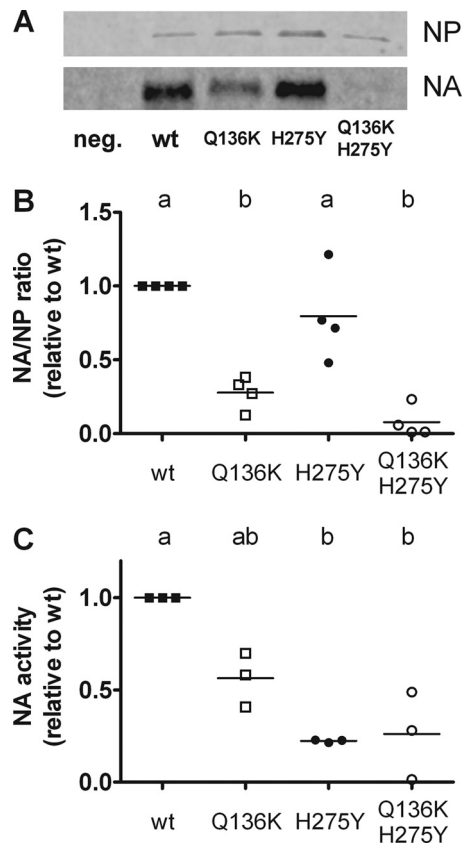 A
NP
NA
neg. wt Q136K H275Y Q136K
H275Y
B
a b a b
NA/NP ratio
(relative to wt)
1.5
1.0
0.5
0.0
wt Q136K H275Y Q136K
H275Y
C
a ab b b
NA activity
(relative to wt)
1.0
0.5
0.0
wt Q136K H275Y Q136K
H275Y